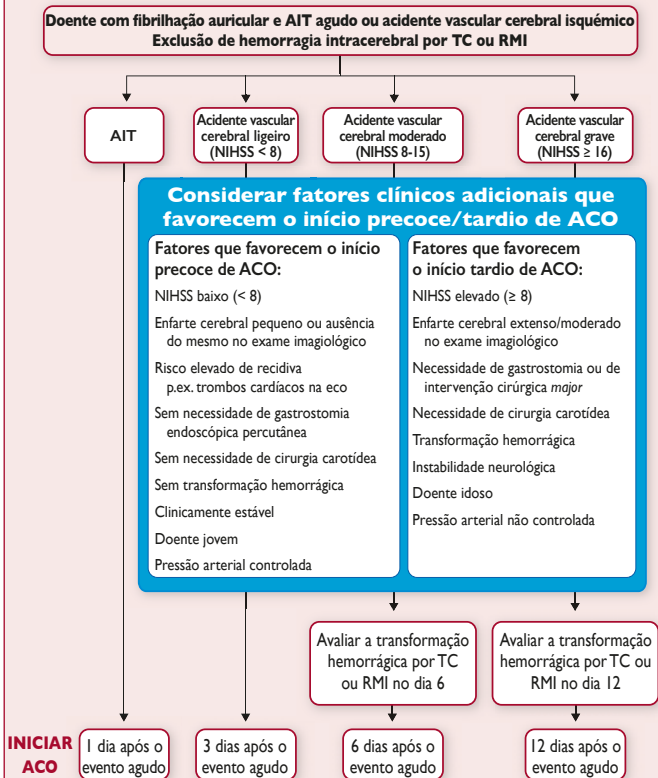 Doente com fibrilhação auricular e AIT agudo ou acidente vascular cerebral isquémico
Exclusão de hemorragia intracerebral por TC ou RMI
AIT
Acidente vascular
cerebral ligeiro
(NIHSS < 8)
Acidente vascular
cerebral moderado
(NIHSS 8-15)
Acidente vascular
cerebral grave
(NIHSS ≥ 16)
Considerar fatores clínicos adicionais que
favorecem o início precoce/tardio de ACO
Fatores que favorecem o início
precoce de ACO:
NIHSS baixo (< 8)
Enfarte cerebral pequeno ou ausência
do mesmo no exame imagiológico
Risco elevado de recidiva
p.ex. trombos cardíacos na eco
Sem necessidade de gastrostomia
endoscópica percutânea
Sem necessidade de cirurgia carotídea
Sem transformação hemorrágica
Clinicamente estável
Doente jovem
Pressão arterial controlada
Fatores que favorecem
o início tardio de ACO:
NIHSS elevado (≥ 8)
Enfarte cerebral extenso/moderado
no exame imagiológico
Necessidade de gastrostomia ou de
intervenção cirúrgica major
Necessidade de cirurgia carotídea
Transformação hemorrágica
Instabilidade neurológica
Doente idoso
Pressão arterial não controlada
Avaliar a transformação
hemorrágica por TC
ou RMI no dia 6
Avaliar a transformação
hemorrágica por TC ou
RMI no dia 12
INICIAR
ACO
1 dia após o
evento agudo
3 dias após o
evento agudo
6 dias após o
evento agudo
12 dias após o
evento agudo